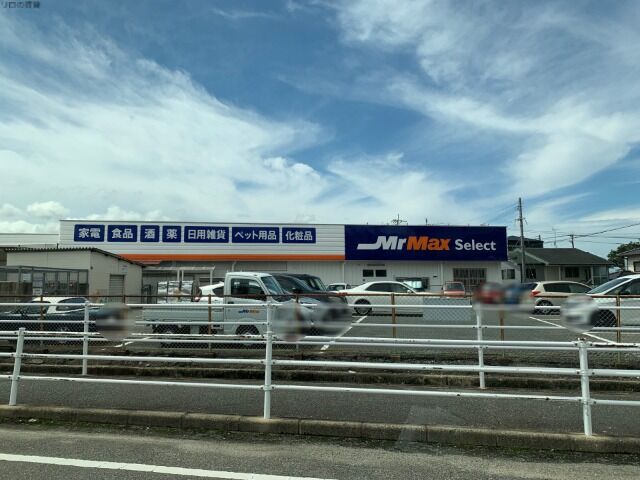 家電 食品 酒 薬 日用雑貨 ペット用品 化粧品
MrMax Select